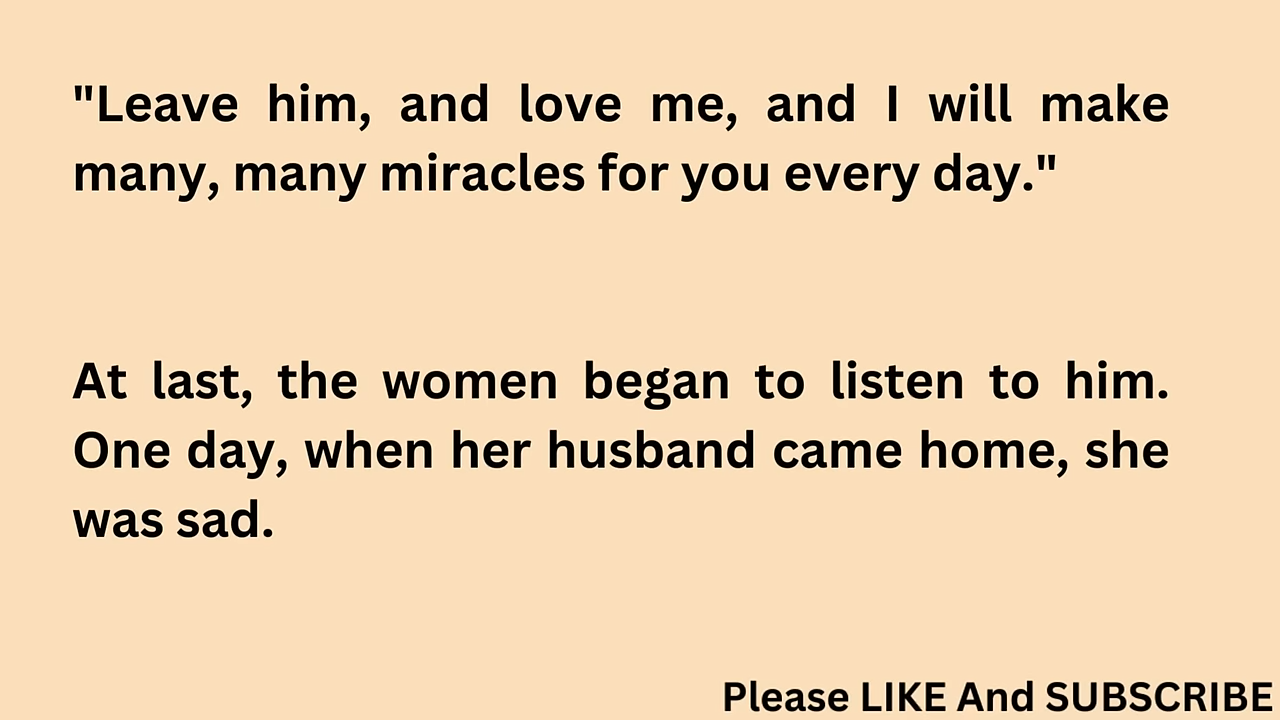 "Leave him, and love me, and I will make
many, many miracles for you every day."
At last, the women began to listen to him.
One day, when her husband came home, she
was sad.
Please LIKE And SUBSCRIBE